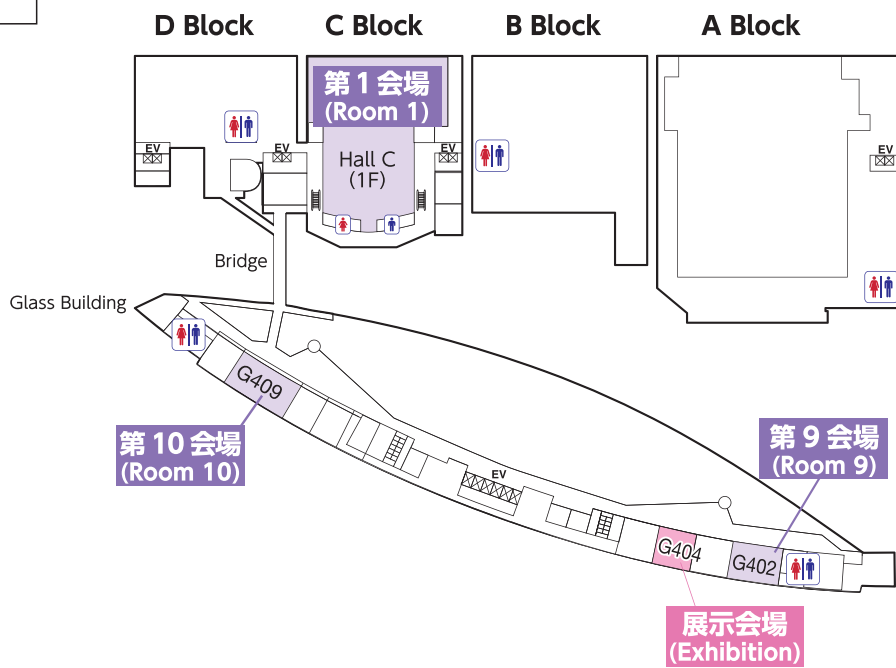 D Block
C Block
B Block
A Block
第1会場
(Room 1)
EV
EV
EV
EV
Hall C
(1F)
Bridge
Glass Building
G409
第10会場
(Room 10)
EV
第9会場
(Room 9)
G404
G402
展示会場
(Exhibition)